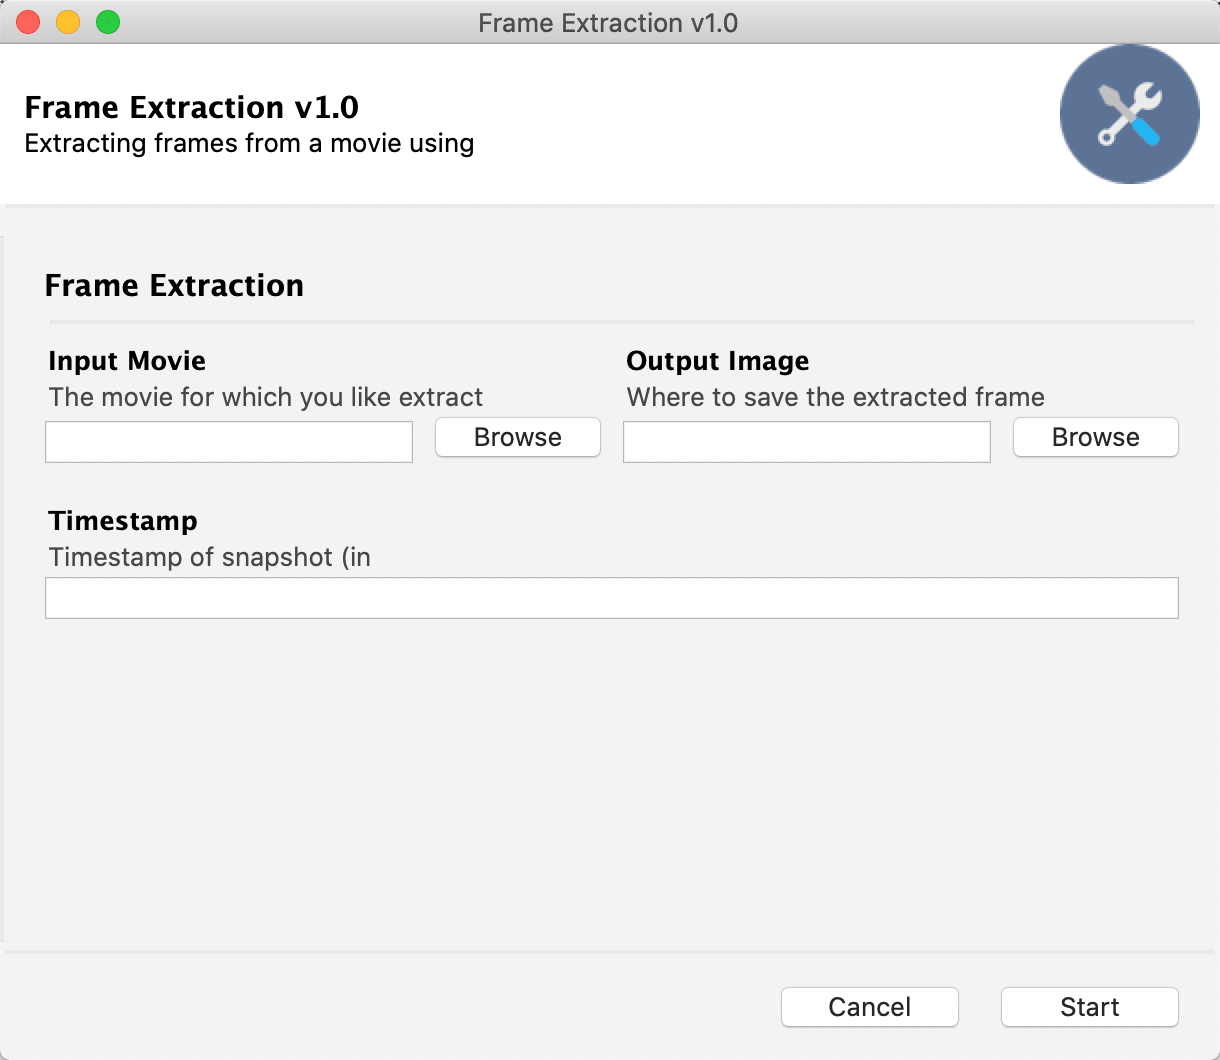 Frame Extraction v1.0
Frame Extraction v1.0
Extracting frames from a movie using
Frame Extraction
Input Movie
The movie for which you like extract
Browse
Output Image
Where to save the extracted frame
Browse
Timestamp
Timestamp of snapshot (in
Cancel
Start